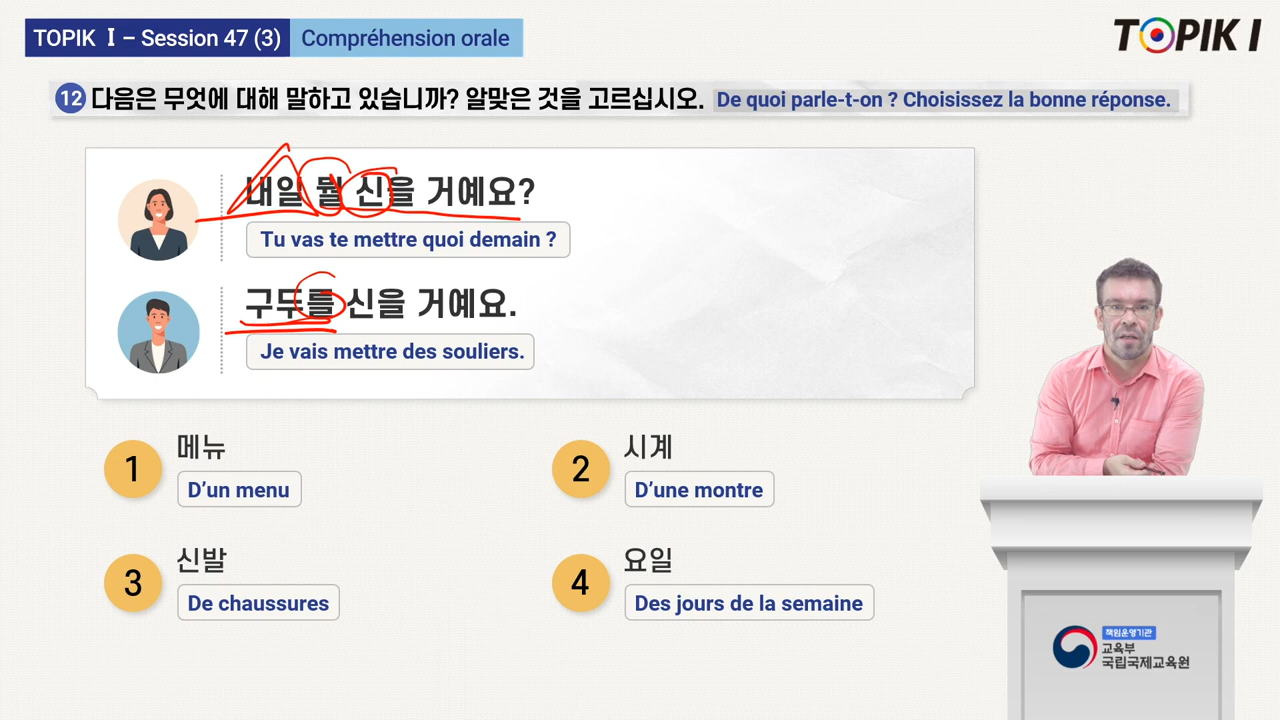 TOPIK I – Session 47 (3) Compréhension orale
TOPIK I
12 다음은 무엇에 대해 말하고 있습니까? 알맞은 것을 고르십시오. De quoi parle-t-on ? Choisissez la bonne réponse.
내일 뭘 신을 거예요?
Tu vas te mettre quoi demain ?
구두를 신을 거예요.
Je vais mettre des souliers.
1 메뉴
D’un menu
2 시계
D’une montre
3 신발
De chaussures
4 요일
Des jours de la semaine
책임운영기관
교육부
국립국제교육원